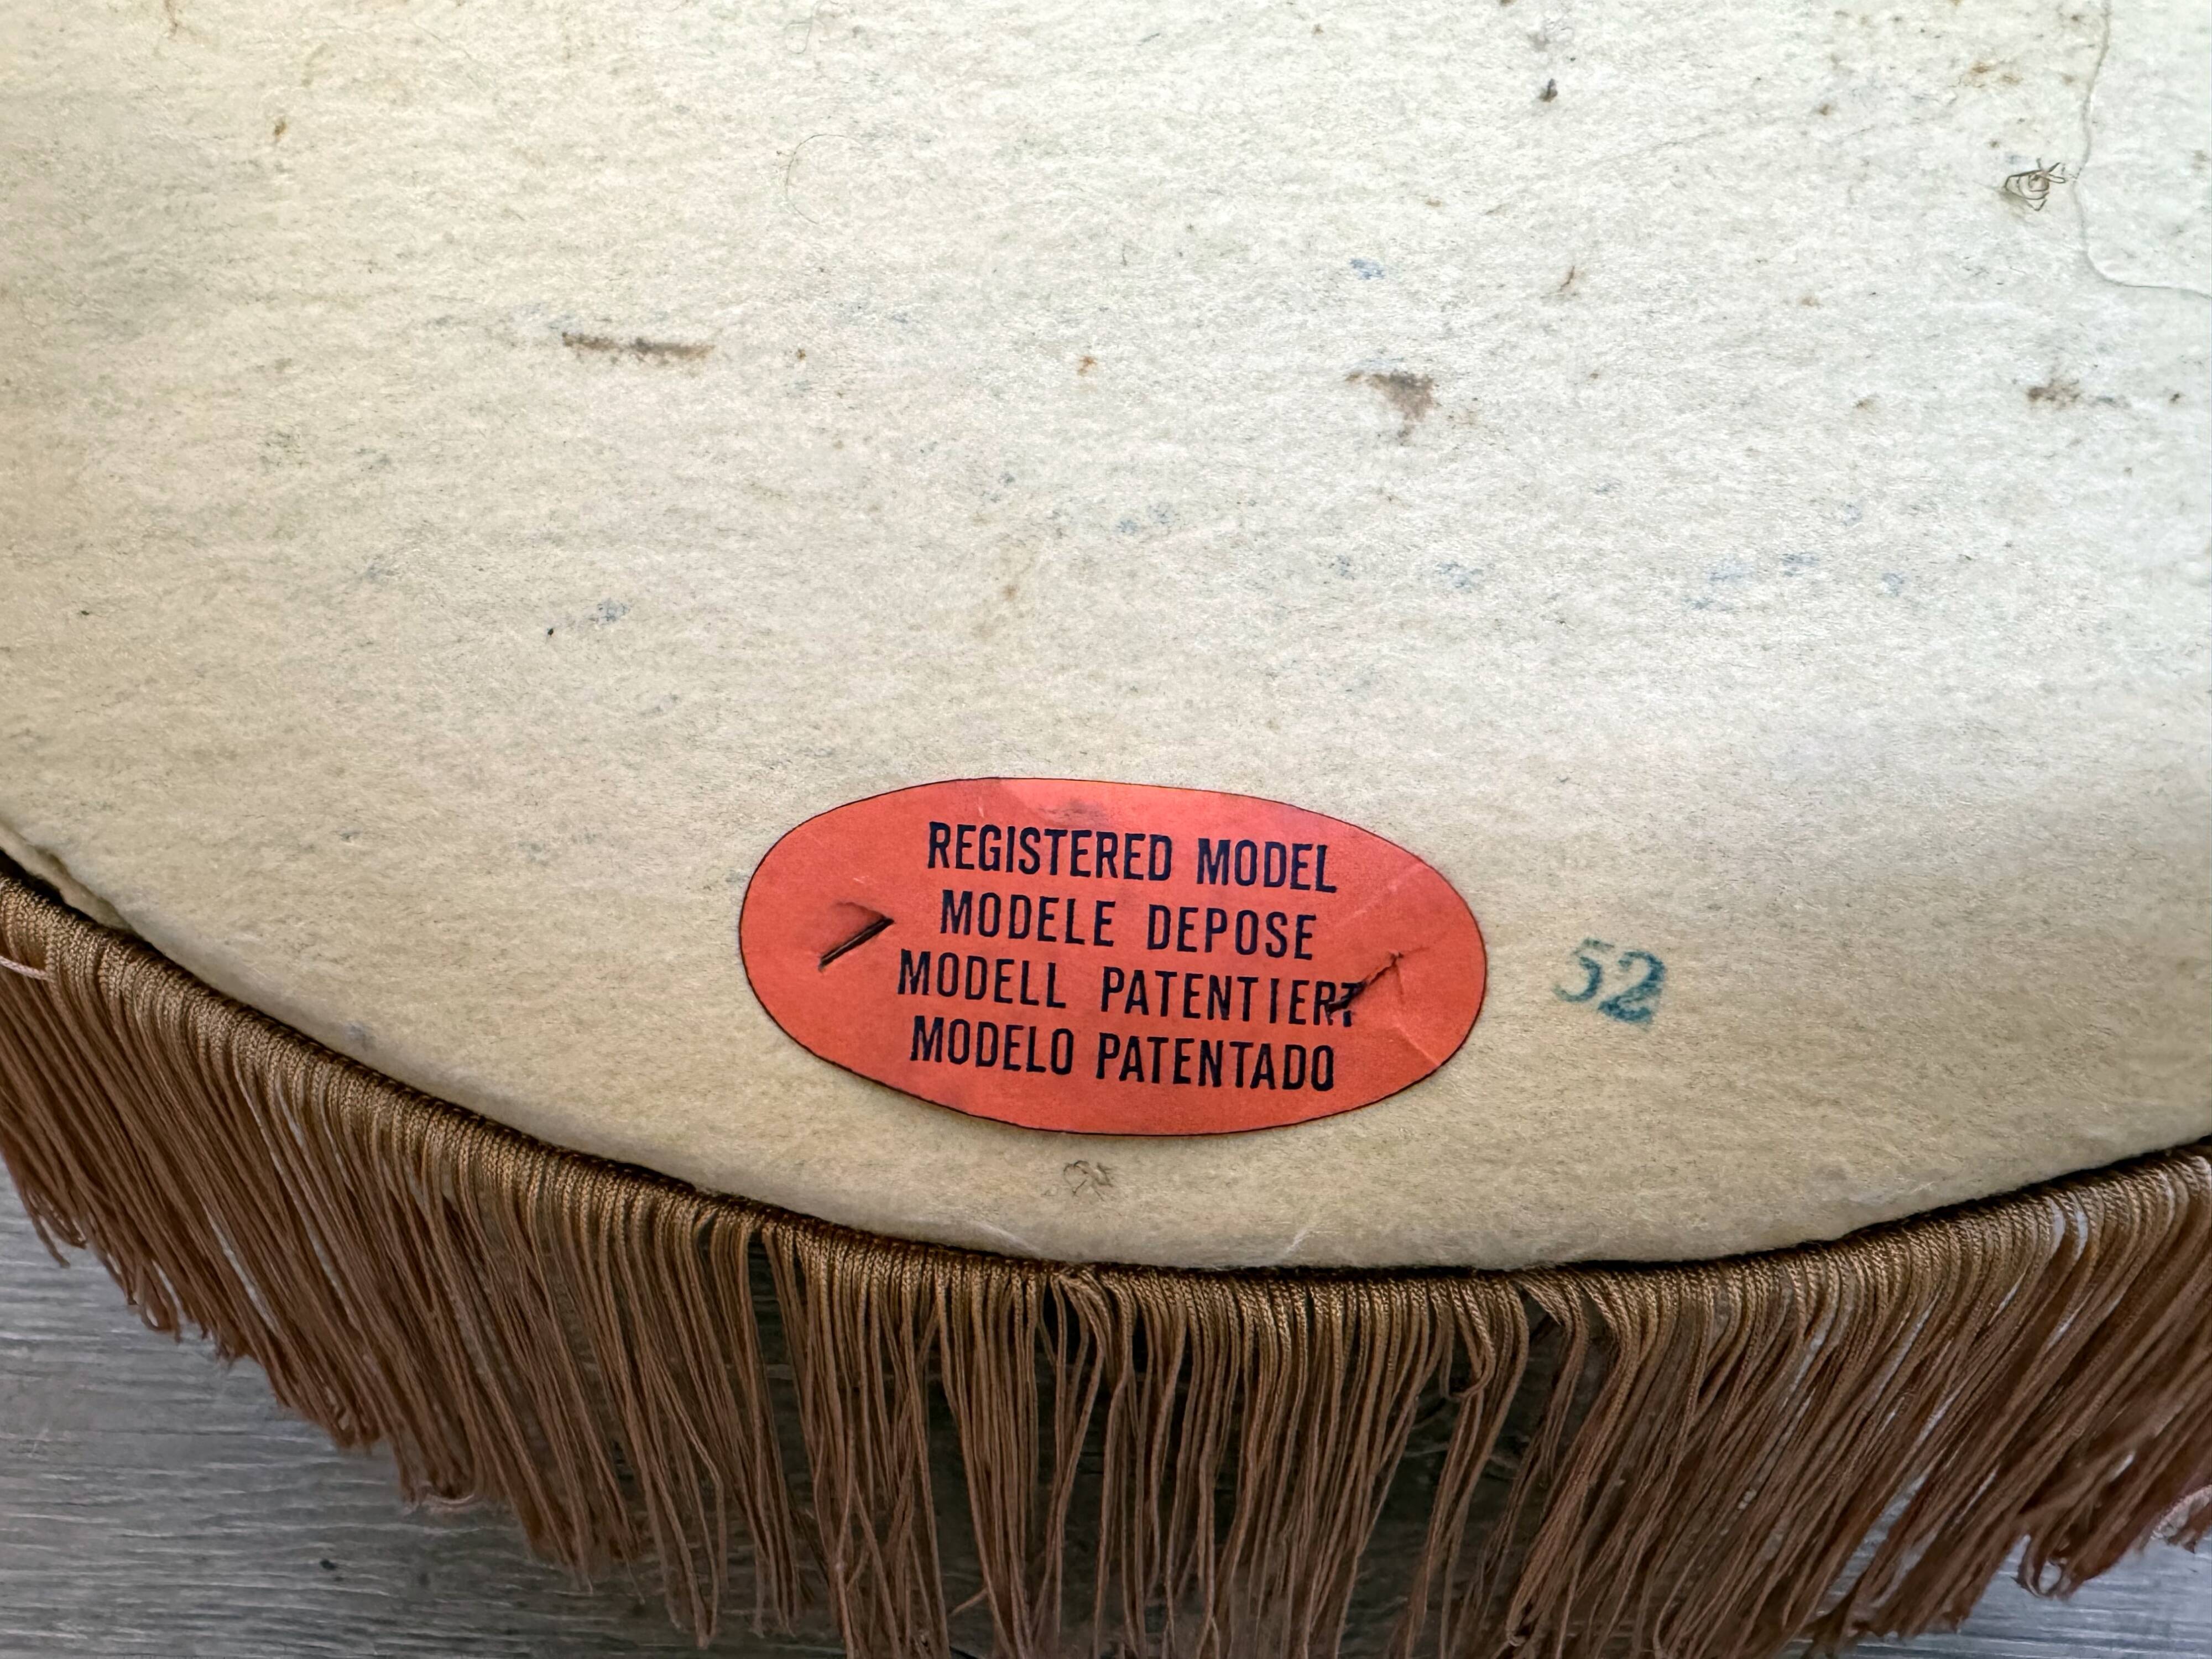 REGISTERED MODEL
MODELE DEPOSE
MODELL PATENTIERT
MODELO PATENTADO
52